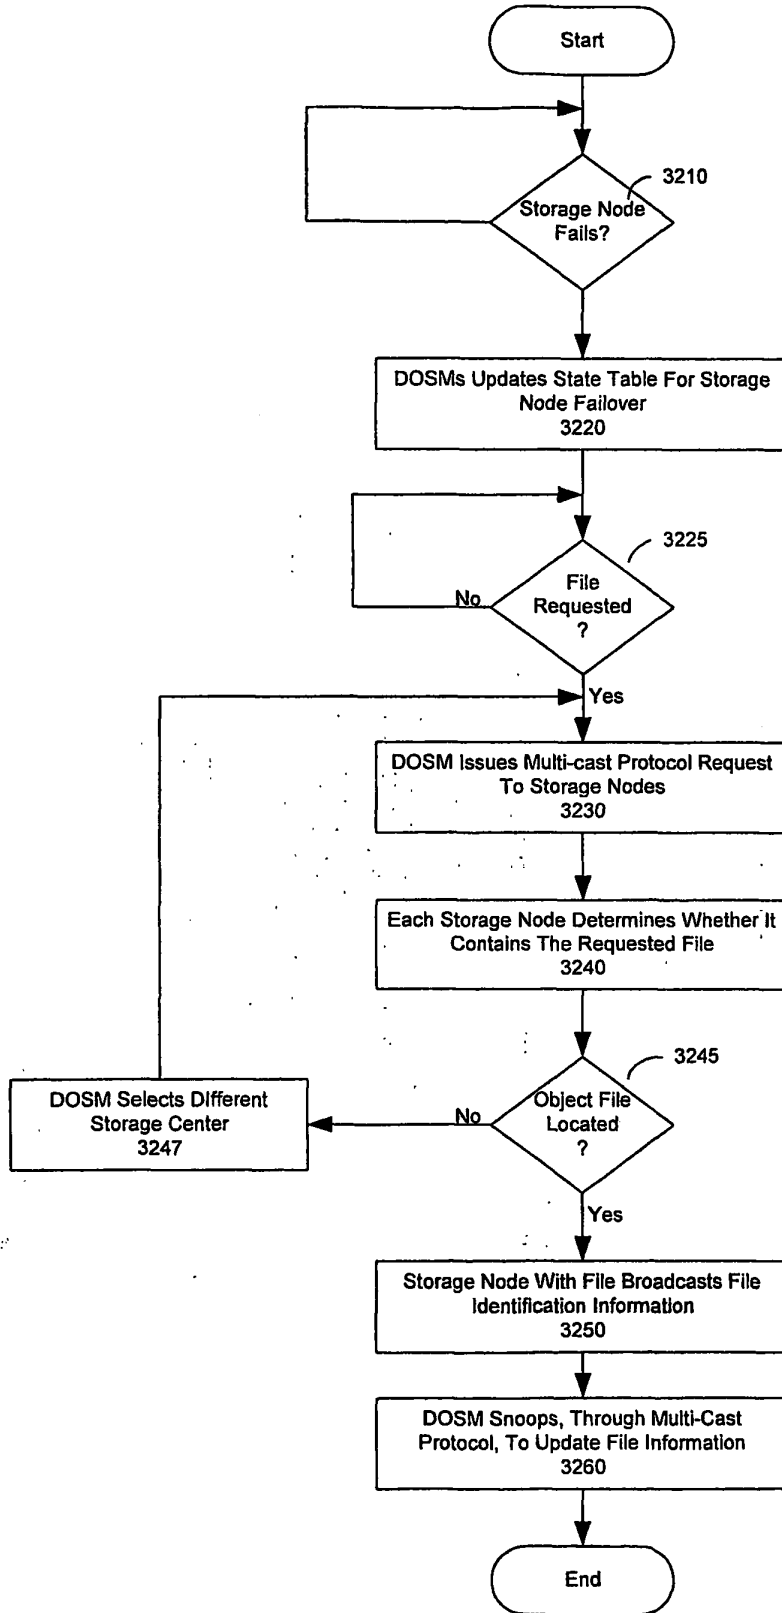 Start
3210
Storage Node
Fails?
DOSMs Updates State Table For Storage
Node Failover
3220
3225
File
Requested
?
No
Yes
DOSM Issues Multi-cast Protocol Request
To Storage Nodes
3230
Each Storage Node Determines Whether It
Contains The Requested File
3240
3245
Object File
Located
?
No
DOSM Selects Different
Storage Center
3247
Yes
Storage Node With File Broadcasts File
Identification Information
3250
DOSM Snoops, Through Multi-Cast
Protocol, To Update File Information
3260
End